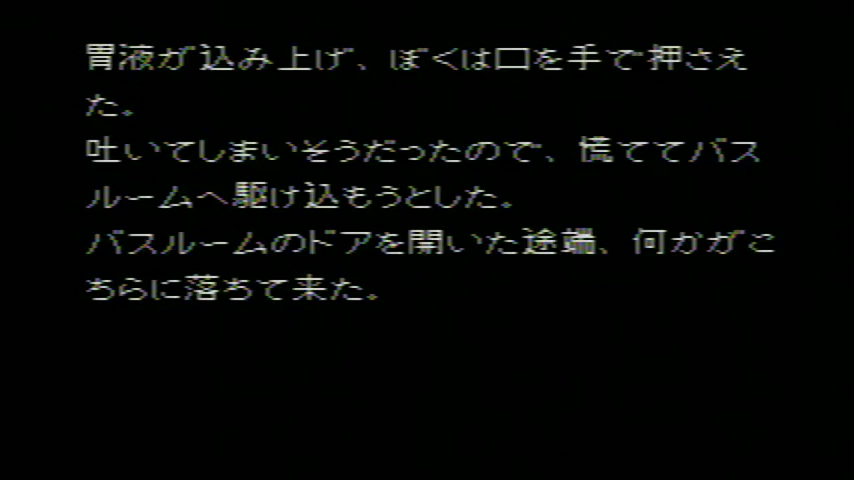 胃液が込み上げ、ぼくは口を手で押さえ
た。
吐いてしまいそうだったので、慌ててバス
ルームへ駆け込もうとした。
バスルームのドアを開いた途端、何かがこ
ちらに落ちて来た。